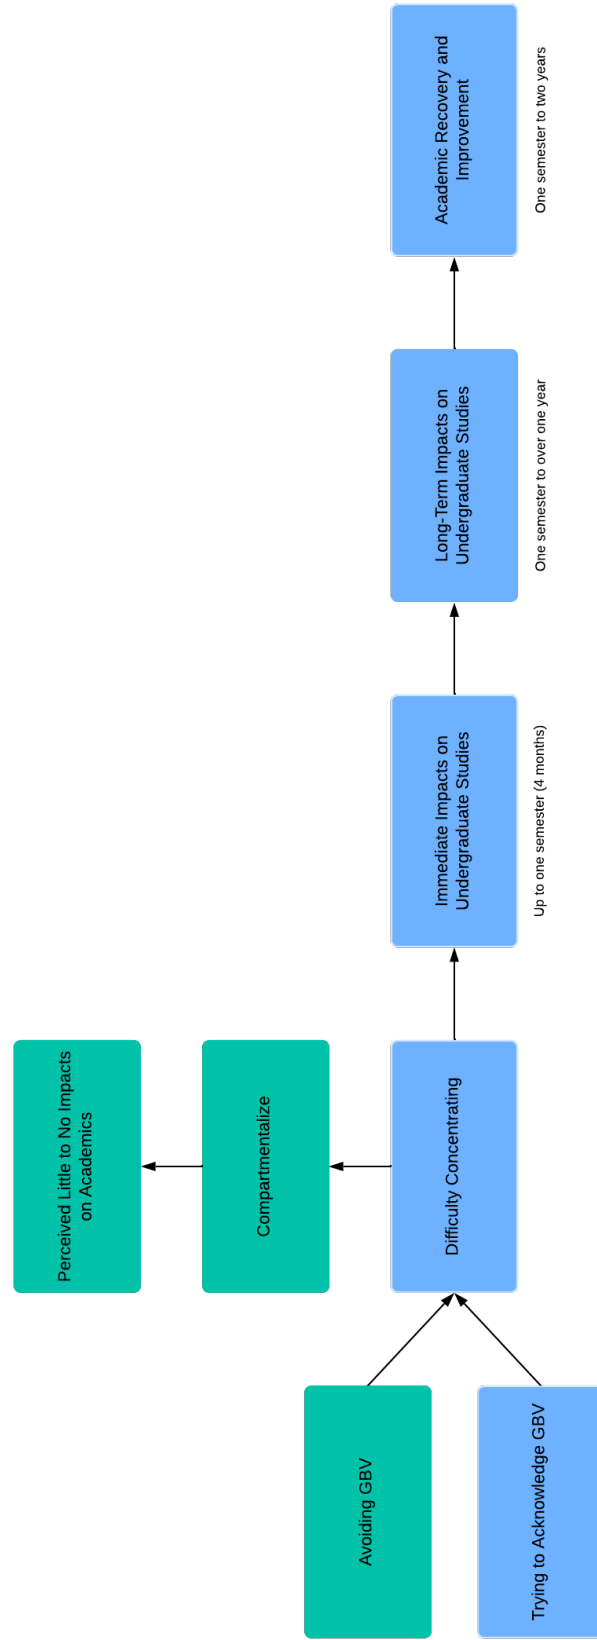 Perceived Little to No Impacts
on Academics
Compartmentalize
Avoiding GBV
Trying to Acknowledge GBV
Difficulty Concentrating
Immediate Impacts on
Undergraduate Studies
Up to one semester (4 months)
Long-Term Impacts on
Undergraduate Studies
One semester to over one year
Academic Recovery and
Improvement
One semester to two years